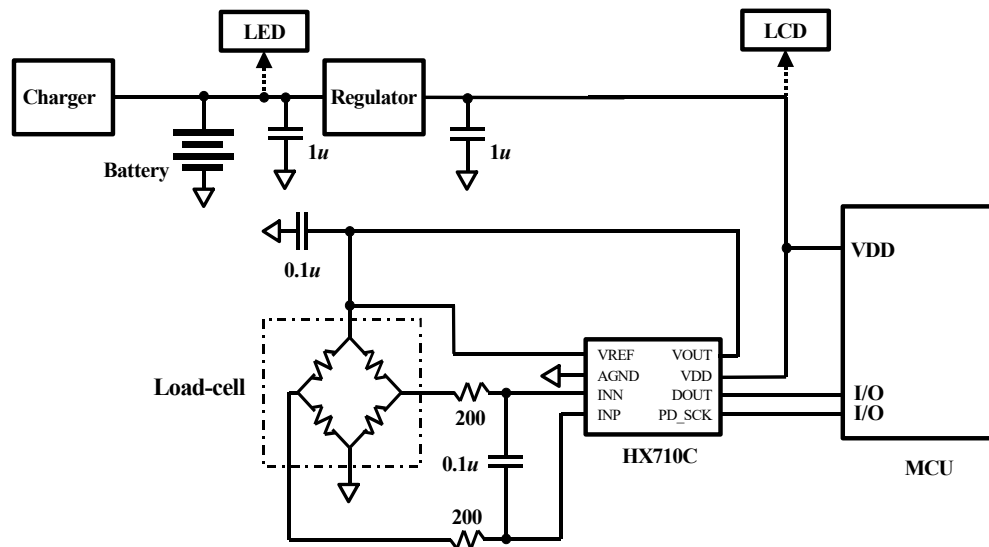 LED
LCD
Charger
Regulator
1u
1u
Battery
VDD
0.1u
VREF
VOUT
AGND
VDD
Load-cell
INN
DOUT
I/O
INP
PD_SCK
I/O
200
HX710C
0.1u
MCU
200